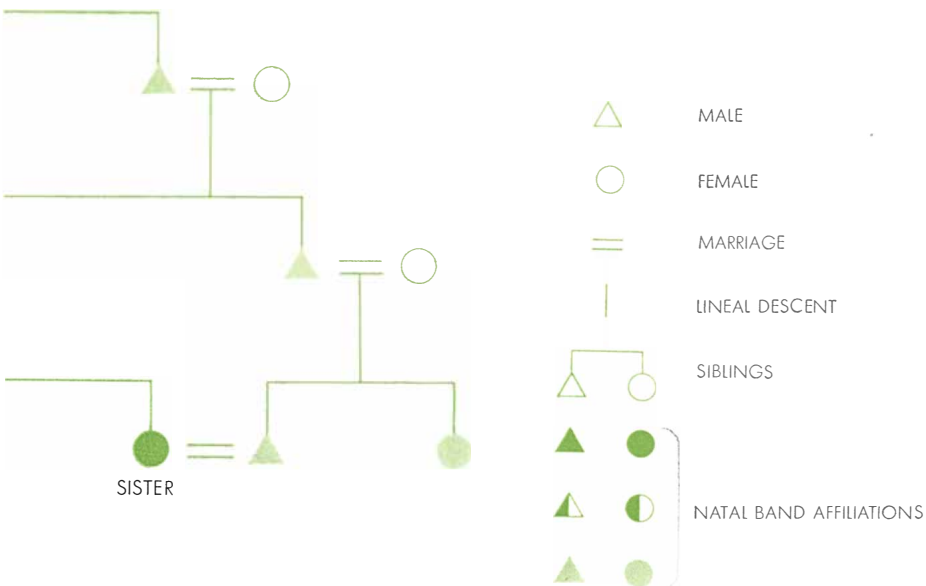 MALE
FEMALE
MARRIAGE
LINEAL DESCENT
SIBLINGS
SISTER
NATAL BAND AFFILIATIONS